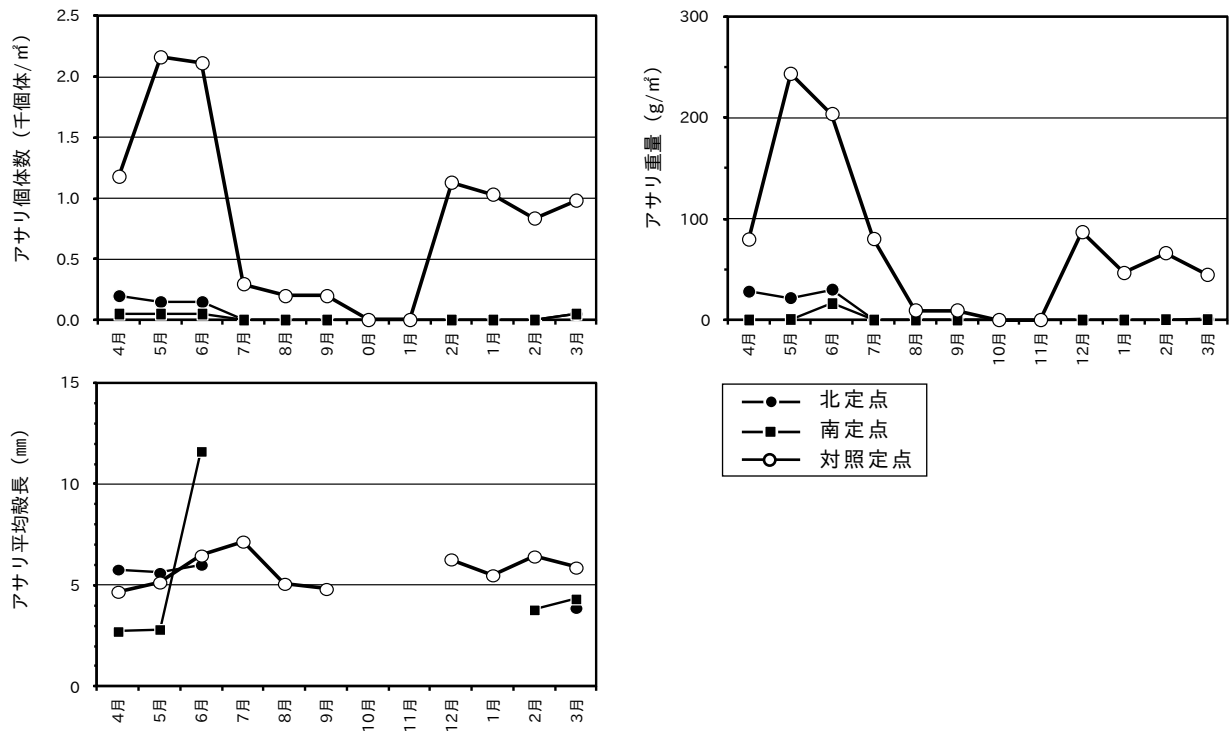 アサリ個体数（千個体/㎡）
2.5
2.0
1.5
1.0
0.5
0.0
4月
5月
6月
7月
8月
9月
0月
1月
2月
1月
2月
3月
アサリ重量（g/㎡）
300
200
100
0
4月
5月
6月
7月
8月
9月
10月
11月
12月
1月
2月
3月
アサリ平均殻長（㎜）
15
10
5
0
4月
5月
6月
7月
8月
9月
10月
11月
12月
1月
2月
3月
北定点
南定点
対照定点